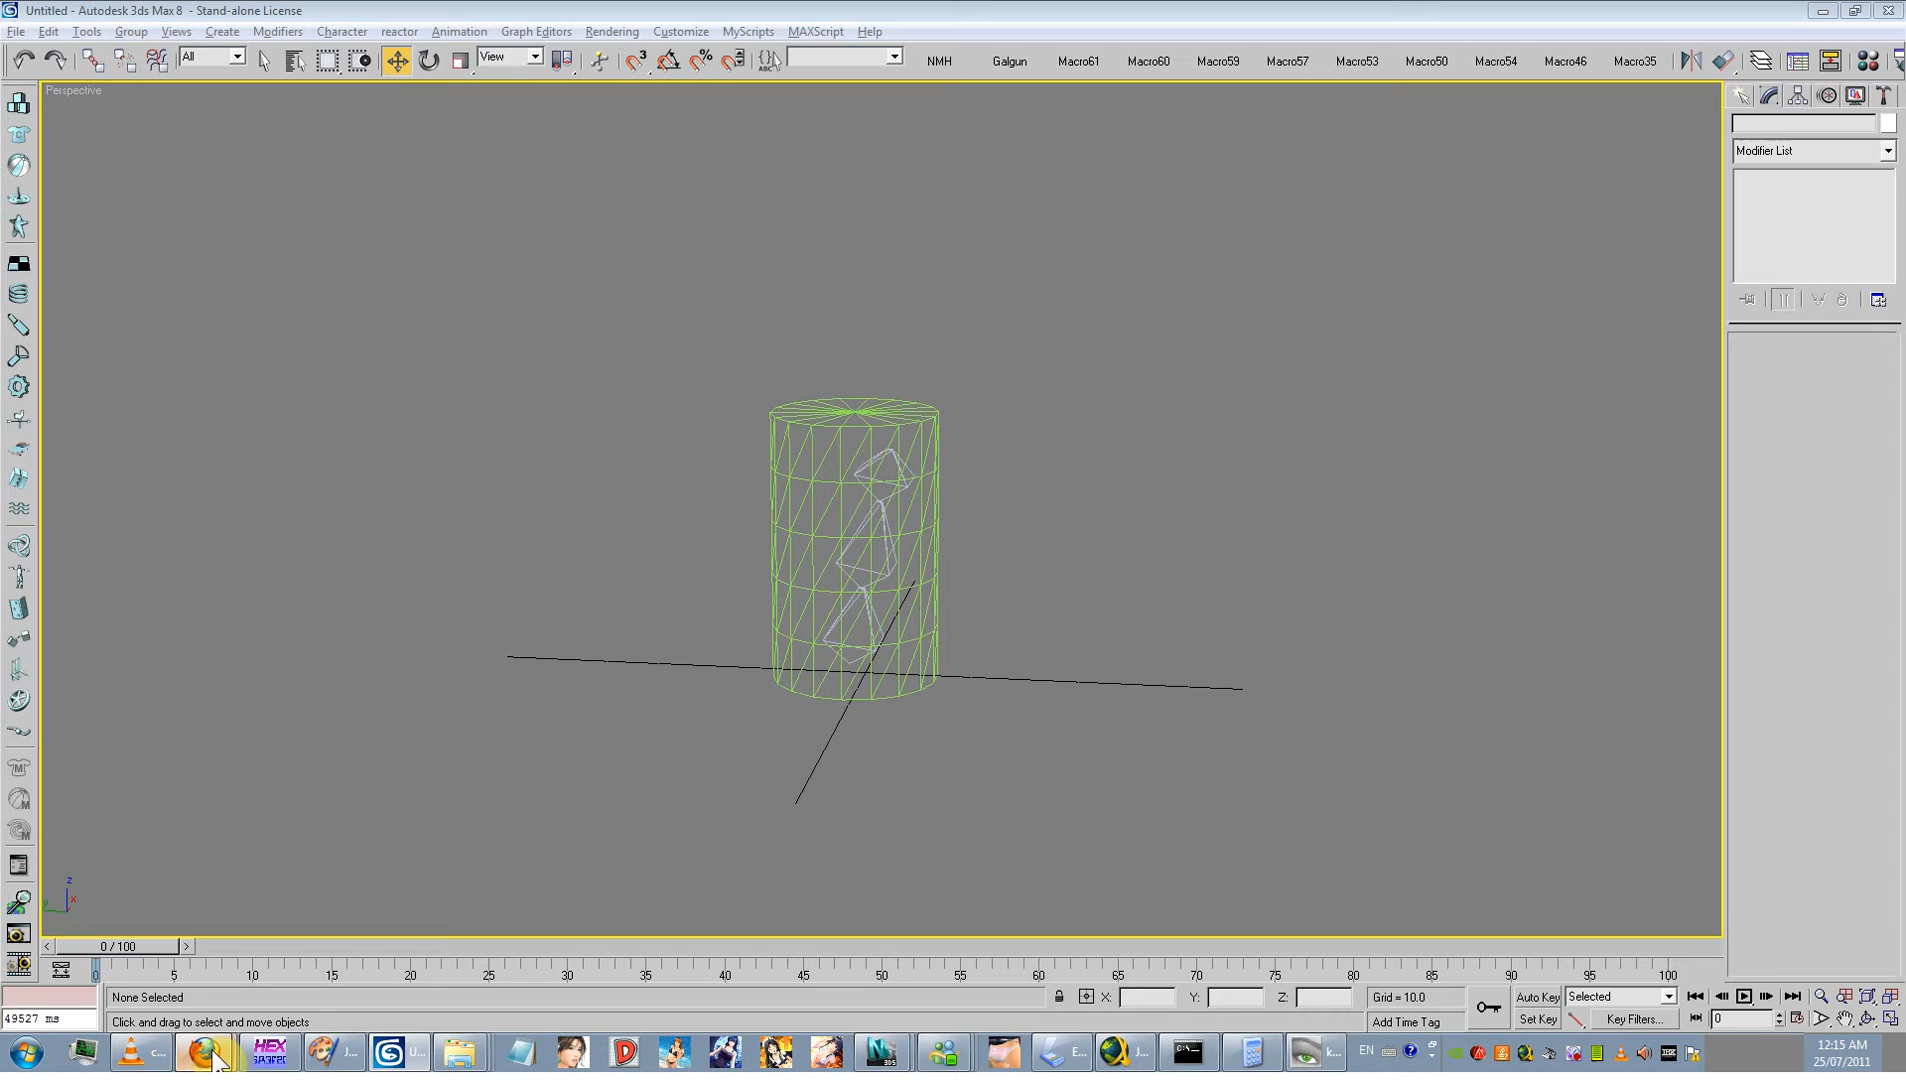 Untitled - Autodesk 3ds Max 8 - Stand-alone License
File Edit Tools Group Views Create Modifiers Character reactor Animation Graph Editors Rendering Customize MyScripts MAXScript Help
All View NMH Galgun Macro61 Macro60 Macro59 Macro57 Macro53 Macro50 Macro54 Macro46 Macro35
Perspective
Modifier List
z
x
y
< 0 / 100 >
0 5 10 15 20 25 30 35 40 45 50 55 60 65 70 75 80 85 90 95 100
None Selected X: Y: Z: Grid = 10.0 Auto Key Selected
49527 ms Click and drag to select and move objects Add Time Tag Set Key Key Filters... 0
c... HEX J... U... E... J... k... EN 12:15 AM
25/07/2011